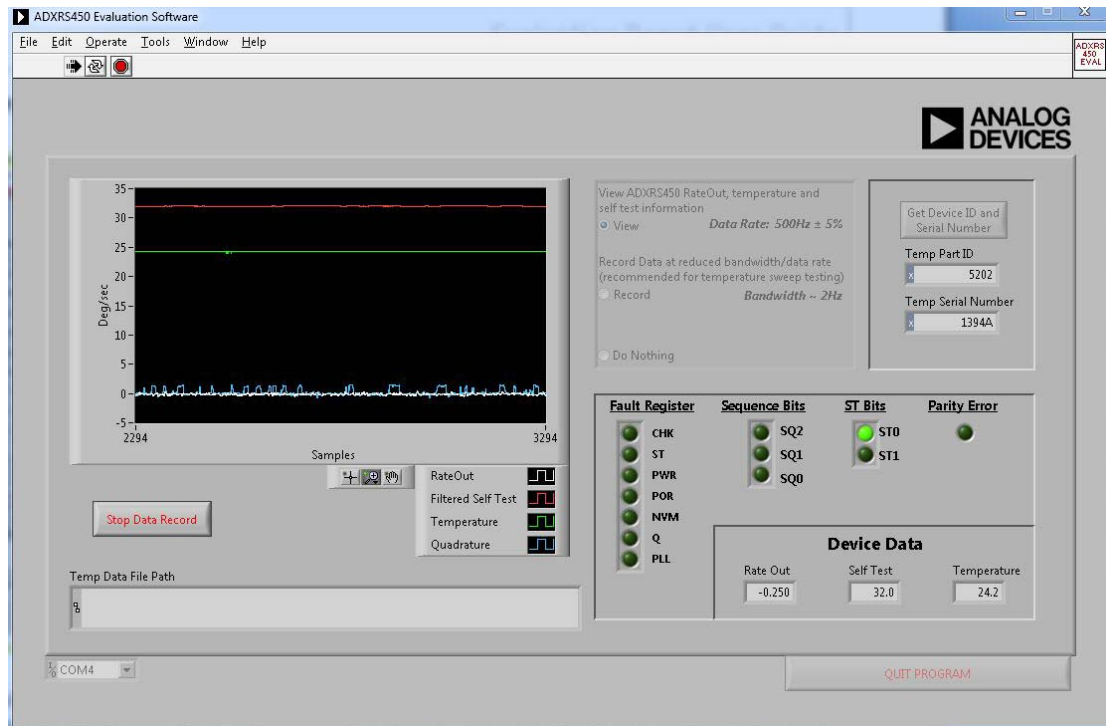 ADXRS450 Evaluation Software
File Edit Operate Tools Window Help
ADXRS
450
EVAL
ANALOG
DEVICES
35
30
25
20
15
10
5
0
-5
Deg/sec
2294 3294
Samples
RateOut
Filtered Self Test
Temperature
Quadrature
Stop Data Record
Temp Data File Path
View ADXRS450 RateOut, temperature and
self test information
View Data Rate: 500Hz ± 5%
Record Data at reduced bandwidth/data rate
(recommended for temperature sweep testing)
Record Bandwidth ~ 2Hz
Do Nothing
Get Device ID and
Serial Number
Temp Part ID
x 5202
Temp Serial Number
x 1394A
Fault Register Sequence Bits ST Bits Parity Error
CHK SQ2 ST0
ST SQ1 ST1
PWR SQ0
POR
NVM
Q
PLL
Device Data
Rate Out Self Test Temperature
-0.250 32.0 24.2
COM4
QUIT PROGRAM